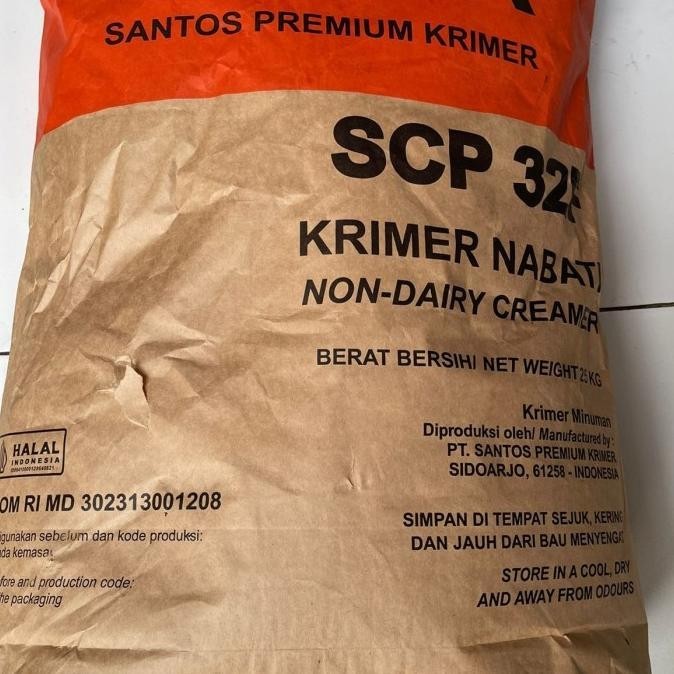 SANTOS PREMIUM KRIMER
SCP 32
KRIMER NABATI
NON-DAIRY CREAMER
BERAT BERSIH/ NET WEIGHT 25 KG
Krimer Minuman
Diproduksi oleh/ Manufactured by :
PT. SANTOS PREMIUM KRIMER
SIDOARJO, 61258 - INDONESIA
HALAL
INDONESIA
OM RI MD 302313001208
igunakan sebelum dan kode produksi:
da kemasa
fore and production code:
he packaging
SIMPAN DI TEMPAT SEJUK, KERING
DAN JAUH DARI BAU MENYENGAT
STORE IN A COOL, DRY
AND AWAY FROM ODOURS